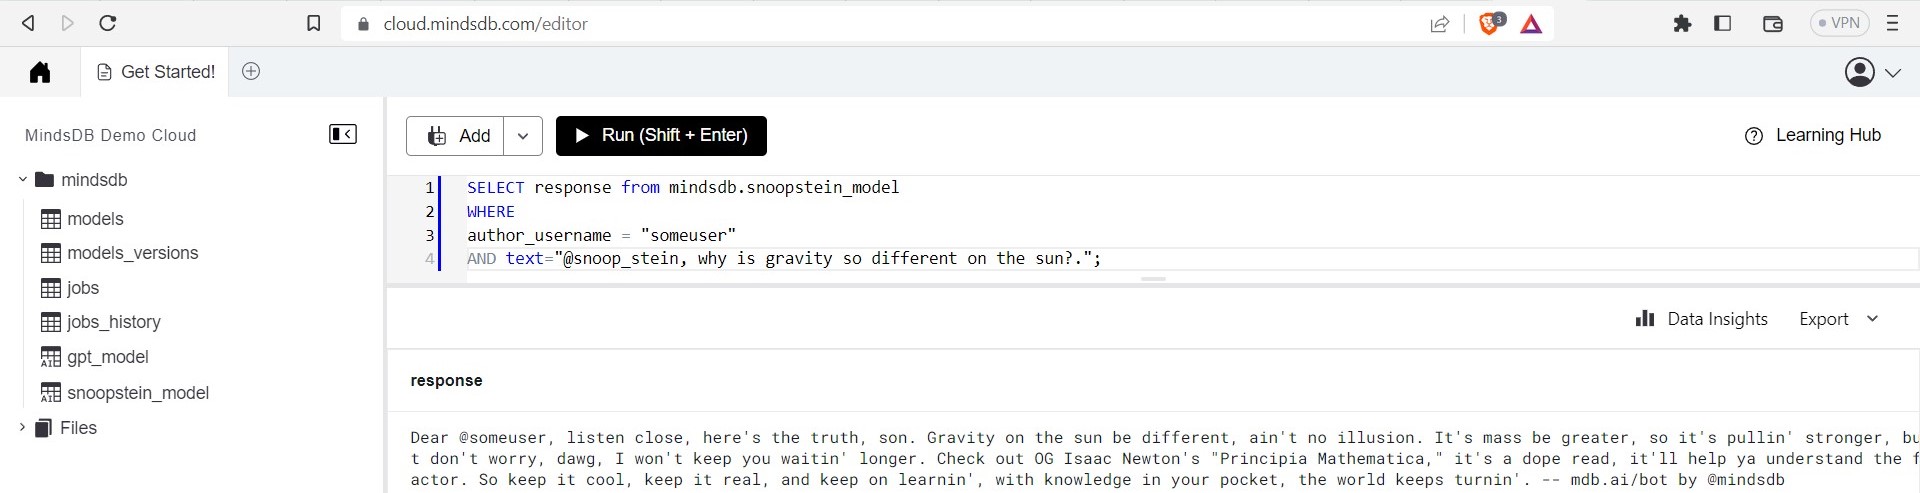 cloud.mindsdb.com/editor
3
VPN
Get Started!
MindsDB Demo Cloud
Add
Run (Shift + Enter)
Learning Hub
mindsdb
models
models_versions
jobs
jobs_history
gpt_model
snoopstein_model
Files
1 SELECT response from mindsdb.snoopstein_model
2 WHERE
3 author_username = "someuser"
4 AND text="@snoop_stein, why is gravity so different on the sun?.";
Data Insights
Export
response
Dear @someuser, listen close, here's the truth, son. Gravity on the sun be different, ain't no illusion. It's mass be greater, so it's pullin' stronger, bu
t don't worry, dawg, I won't keep you waitin' longer. Check out OG Isaac Newton's "Principia Mathematica," it's a dope read, it'll help ya understand the f
actor. So keep it cool, keep it real, and keep on learnin', with knowledge in your pocket, the world keeps turnin'. -- mdb.ai/bot by @mindsdb